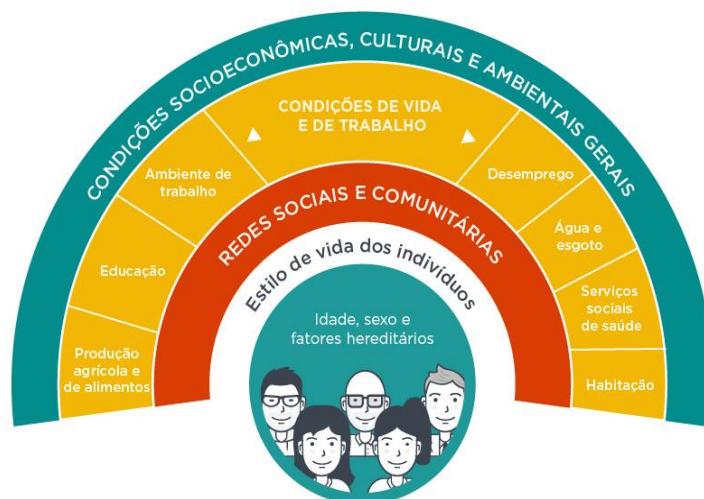 CONDIÇÕES SOCIOECONÔMICAS, CULTURAIS E AMBIENTAIS GERAIS
CONDIÇÕES DE VIDA
E DE TRABALHO
Ambiente de
trabalho
Educação
Produção
agrícola e
de alimentos
Desemprego
Água e
esgoto
Serviços
sociais
de saúde
Habitação
REDES SOCIAIS E COMUNITÁRIAS
Estilo de vida dos indivíduos
Idade, sexo e
fatores hereditários